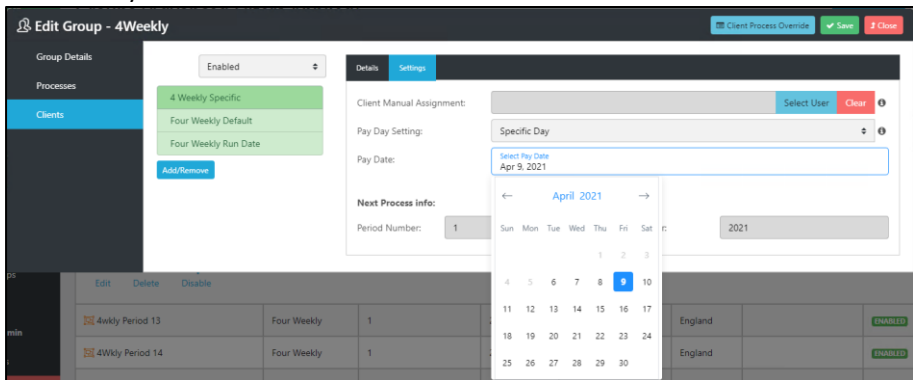 Edit Group - 4Weekly
Client Process Override
Save
Close
Group Details
Processes
Clients
Enabled
4 Weekly Specific
Four Weekly Default
Four Weekly Run Date
Add/Remove
Details Settings
Client Manual Assignment:
Select User Clear
Pay Day Setting: Specific Day
Pay Date:
Select Pay Date
Apr 9, 2021
April 2021
Sun Mon Tue Wed Thu Fri Sat
1 2 3
4 5 6 7 8 9 10
11 12 13 14 15 16 17
18 19 20 21 22 23 24
25 26 27 28 29 30
Next Process info:
Period Number: 1
r: 2021
ps
Edit Delete Disable
min
4wkly Period 13 Four Weekly 1 England ENABLED
4Wkly Period 14 Four Weekly 1 England ENABLED